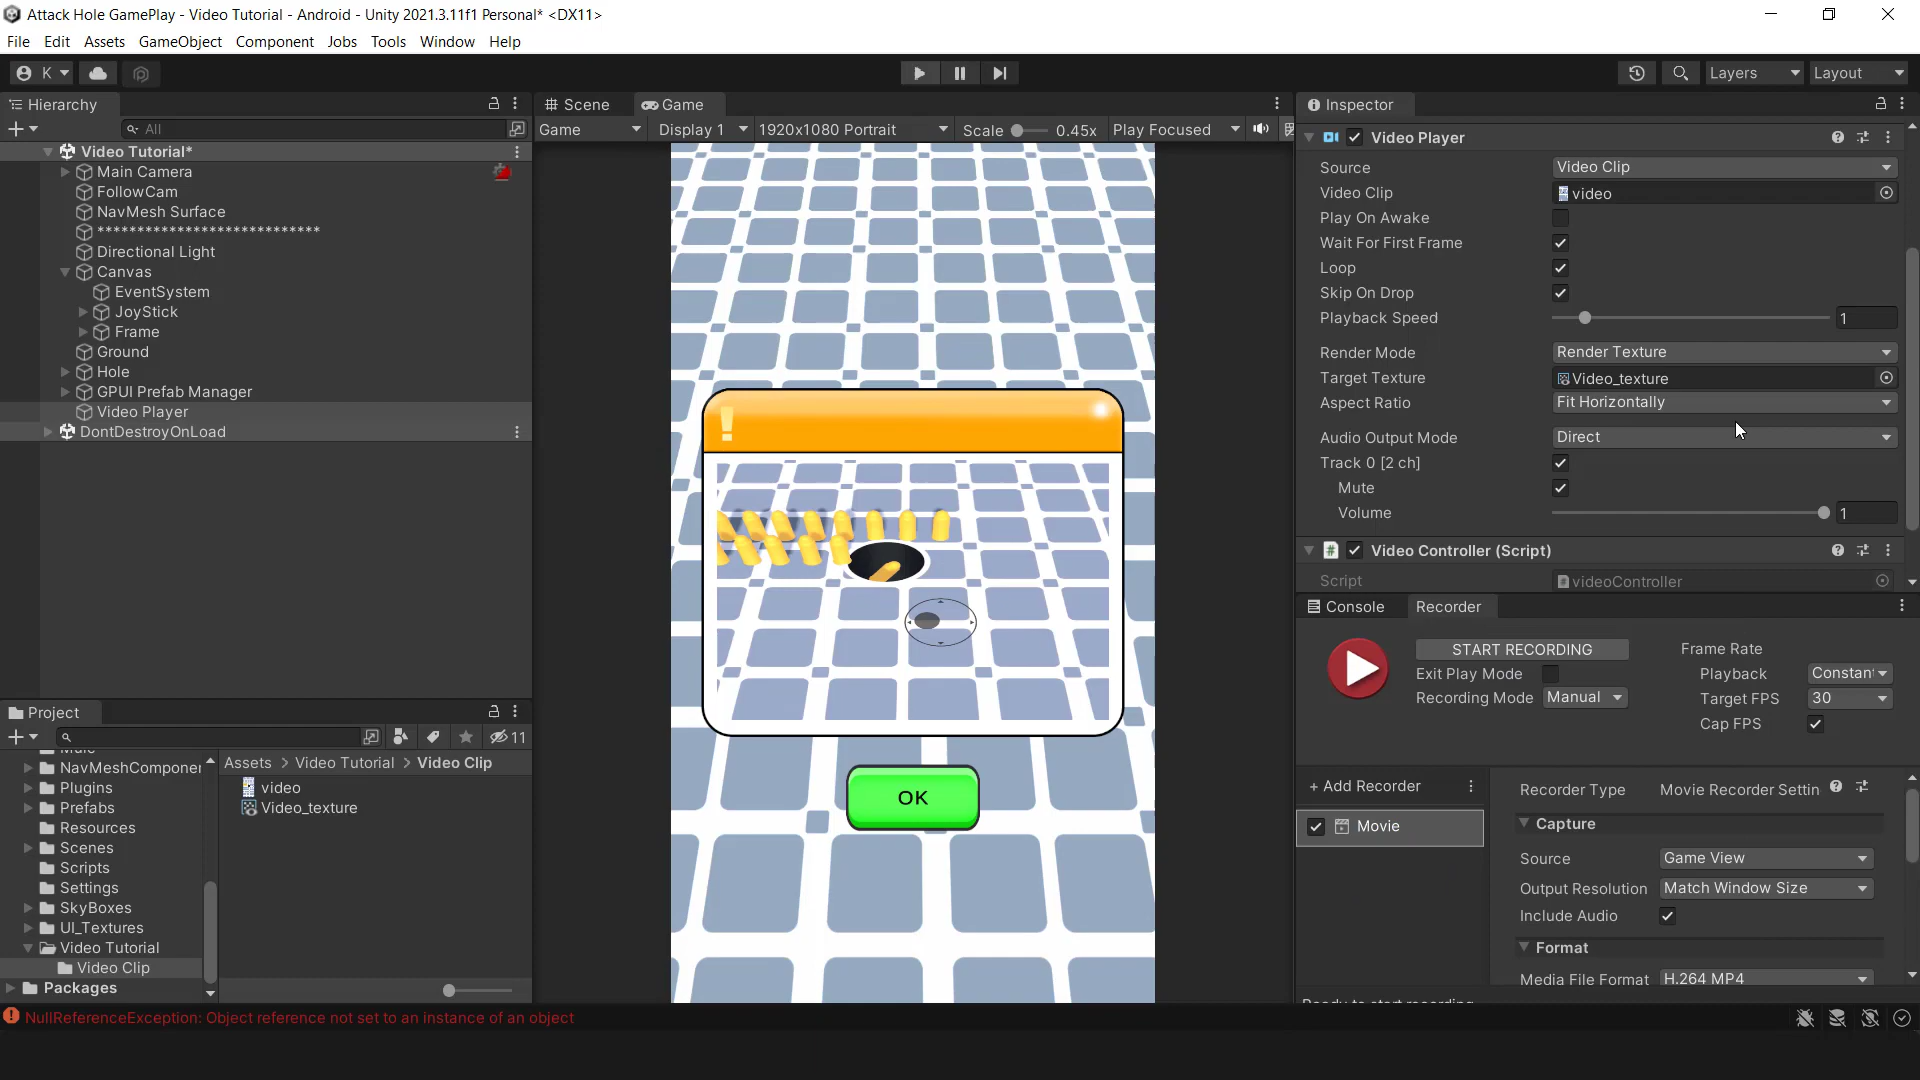 Attack Hole GamePlay - Video Tutorial - Android - Unity 2021.3.11f1 Personal* <DX11>
File Edit Assets GameObject Component Jobs Tools Window Help
K
Layers Layout
Hierarchy
All
Video Tutorial*
Main Camera
FollowCam
NavMesh Surface
****************************
Directional Light
Canvas
EventSystem
JoyStick
Frame
Ground
Hole
GPUI Prefab Manager
Video Player
DontDestroyOnLoad
Scene Game
Game Display 1 1920x1080 Portrait Scale 0.45x Play Focused
!
OK
Inspector
Video Player
Source Video Clip
Video Clip video
Play On Awake
Wait For First Frame
Loop
Skip On Drop
Playback Speed 1
Render Mode Render Texture
Target Texture Video_texture
Aspect Ratio Fit Horizontally
Audio Output Mode Direct
Track 0 [2 ch]
Mute
Volume 1
Video Controller (Script)
Script videoController
Console Recorder
START RECORDING
Exit Play Mode
Recording Mode Manual
Frame Rate
Playback Constant
Target FPS 30
Cap FPS
+ Add Recorder
Movie
Recorder Type Movie Recorder Settin
Capture
Source Game View
Output Resolution Match Window Size
Include Audio
Format
Media File Format H.264 MP4
Project
11
NavMeshComponer
Plugins
Prefabs
Resources
Scenes
Scripts
Settings
SkyBoxes
UI_Textures
Video Tutorial
Video Clip
Packages
Assets > Video Tutorial > Video Clip
video
Video_texture
NullReferenceException: Object reference not set to an instance of an object